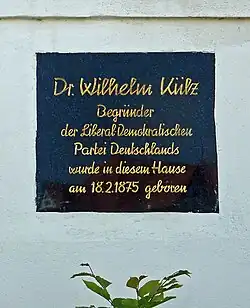 Dr. Wilhelm Külz
Begründer
der Liberal-Demokratischen
Partei Deutschlands
wurde in diesem Hause
am 18.2.1875 geboren